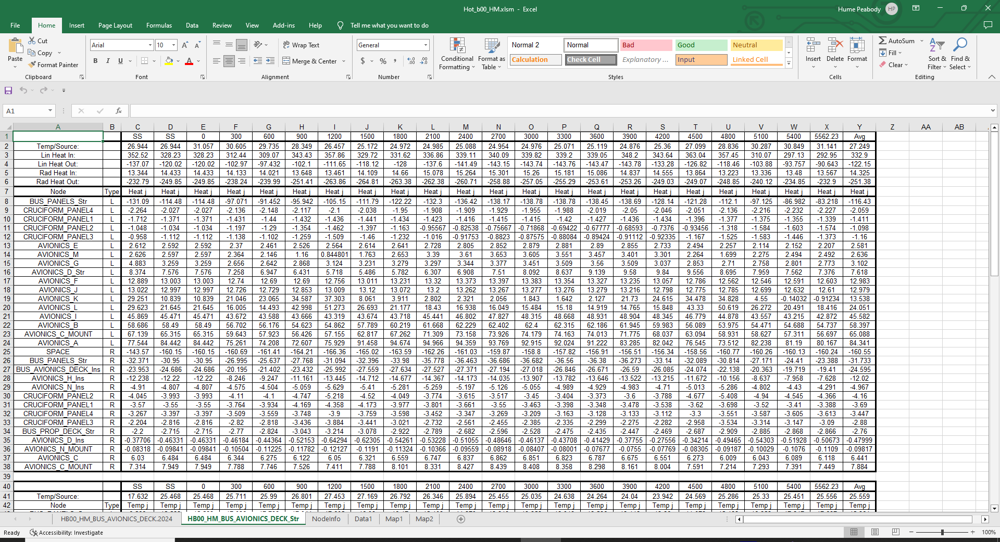 Hot_b00_HM.xlsm - Excel
Hume Peabody HP
File Home Insert Page Layout Formulas Data Review View Add-ins Help Tell me what you want to do
Paste Cut Copy Format Painter Clipboard
Arial 10 B I U A A Font
Wrap Text Merge & Center Alignment
General $ % , Number
Conditional Formatting Format as Table
Normal 2 Normal Bad Good Neutral
Calculation Check Cell Explanatory ... Input Linked Cell
Styles
Insert Delete Format Cells
AutoSum Fill Clear Sort & Filter Find & Select Editing
A1 fx
A B C D E F G H I J K L M N O P Q R S T U V W X Y Z AA AB
1 SS SS 0 300 600 900 1200 1500 1800 2100 2400 2700 3000 3300 3600 3900 4200 4500 4800 5100 5400 5562.23 Avg
2 Temp/Source: 26.944 26.944 31.057 30.605 29.735 28.349 26.457 25.172 24.972 24.985 25.088 24.954 24.976 25.071 25.119 24.876 25.36 27.099 28.836 30.287 30.849 31.141 27.249
3 Lin Heat In: 352.52 328.23 328.23 312.44 309.07 343.43 357.86 329.72 331.62 336.86 339.11 340.09 339.82 339.2 339.05 348.2 343.64 363.04 357.45 310.07 297.13 292.95 332.9
4 Lin Heat Out: -137.07 -120.02 -120.02 -102.97 -97.432 -102.1 -111.65 -118.12 -128 -137.6 -141.49 -143.15 -143.74 -143.76 -143.47 -143.78 -133.28 -126.82 -118.46 -103.88 -93.757 -90.643 -122.15
5 Rad Heat In: 13.344 14.433 14.433 14.133 14.021 13.648 13.461 14.109 14.66 15.078 15.264 15.301 15.26 15.181 15.086 14.837 14.555 13.864 13.223 13.336 13.48 13.567 14.325
6 Rad Heat Out: -232.79 -249.85 -249.85 -238.24 -239.99 -251.41 -263.86 -264.81 -263.38 -262.38 -260.71 -258.88 -257.05 -255.29 -253.61 -253.26 -249.03 -249.07 -248.85 -240.12 -234.85 -232.9 -251.38
7 Node Type Heat j Heat j Heat j Heat j Heat j Heat j Heat j Heat j Heat j Heat j Heat j Heat j Heat j Heat j Heat j Heat j Heat j Heat j Heat j Heat j Heat j Heat j Heat j
8 BUS_PANELS_Str L -131.09 -114.48 -114.48 -97.071 -91.452 -95.942 -105.15 -111.79 -122.22 -132.3 -136.42 -138.17 -138.78 -138.78 -138.45 -138.69 -128.14 -121.28 -112.1 -97.125 -86.982 -83.218 -116.43
9 CRUCIFORM_PANEL4 L -2.264 -2.027 -2.027 -2.136 -2.148 -2.117 -2.1 -2.038 -1.95 -1.908 -1.909 -1.929 -1.955 -1.988 -2.019 -2.05 -2.046 -2.051 -2.136 -2.216 -2.232 -2.227 -2.059
10 CRUCIFORM_PANEL1 L -1.712 -1.371 -1.371 -1.431 -1.44 -1.432 -1.436 -1.441 -1.434 -1.423 -1.416 -1.415 -1.415 -1.42 -1.427 -1.436 -1.434 -1.396 -1.377 -1.375 -1.355 -1.339 -1.411
11 CRUCIFORM_PANEL2 L -1.048 -1.034 -1.034 -1.197 -1.29 -1.354 -1.462 -1.397 -1.163 -0.95567 -0.82538 -0.75667 -0.71868 -0.69422 -0.67777 -0.68593 -0.7376 -0.93456 -1.318 -1.584 -1.603 -1.574 -1.098
12 CRUCIFORM_PANEL3 L -0.958 -1.112 -1.112 -1.138 -1.102 -1.259 -1.509 -1.46 -1.232 -1.016 -0.91753 -0.8823 -0.87575 -0.88084 -0.89424 -0.91112 -0.92335 -1.167 -1.525 -1.583 -1.446 -1.373 -1.16
13 AVIONICS_E L 2.612 2.592 2.592 2.37 2.461 2.526 2.564 2.614 2.641 2.728 2.805 2.852 2.879 2.881 2.89 2.855 2.733 2.494 2.257 2.114 2.152 2.207 2.581
14 AVIONICS_M L 2.626 2.597 2.597 2.364 2.146 1.16 0.844801 1.763 2.653 3.39 3.61 3.653 3.605 3.551 3.457 3.401 3.301 2.264 1.699 2.275 2.494 2.492 2.636
15 AVIONICS_G L 4.883 3.259 3.259 2.656 2.642 2.868 3.124 3.231 3.279 3.297 3.344 3.377 3.451 3.509 3.56 3.509 3.037 2.853 2.71 2.758 2.801 2.773 3.102
16 AVIONICS_D_Str L 8.374 7.576 7.576 7.258 6.947 6.431 5.718 5.486 5.782 6.307 6.908 7.51 8.092 8.637 9.139 9.58 9.84 9.556 8.695 7.959 7.562 7.376 7.618
17 AVIONICS_F L 12.889 13.003 13.003 12.74 12.69 12.69 12.756 13.011 13.231 13.32 13.373 13.397 13.383 13.354 13.327 13.235 13.057 12.786 12.562 12.546 12.591 12.603 12.983
18 AVIONICS_J L 13.022 12.997 12.997 12.726 12.729 12.853 13.009 13.12 13.072 13.2 13.262 13.267 13.277 13.276 13.279 13.216 12.798 12.775 12.785 12.699 12.632 12.61 12.979
19 AVIONICS_K L 29.251 10.839 10.839 21.046 23.065 34.587 37.303 8.061 3.911 2.802 2.321 2.056 1.843 1.642 2.127 21.73 24.615 34.478 34.828 4.55 -0.14032 -0.91234 13.538
20 AVIONICS_L L 29.623 21.645 21.645 16.005 14.493 42.998 51.273 26.693 21.177 18.43 16.938 16.049 15.484 15.18 14.919 14.765 15.848 43.33 50.619 26.272 20.491 18.416 24.051
21 AVIONICS_I L 45.869 45.471 45.471 43.672 43.588 43.666 43.319 43.674 43.718 45.441 46.802 47.827 48.315 48.668 48.931 48.904 48.345 46.779 44.878 43.557 43.215 42.872 45.582
22 AVIONICS_B L 58.686 58.49 58.49 56.702 56.176 54.623 54.862 57.789 60.219 61.668 62.229 62.402 62.4 62.315 62.186 61.945 59.983 56.089 53.975 54.471 54.688 54.737 58.397
23 AVIONICS_C_MOUNT L 67.139 65.315 65.315 59.643 57.588 56.426 57.155 62.817 67.262 71.309 73.158 73.926 74.179 74.163 74.013 71.775 68.037 63.094 58.931 58.627 57.311 56.697 65.088
24 AVIONICS_A L 77.544 84.442 84.442 75.261 74.208 72.607 75.929 91.458 94.674 94.966 94.359 93.769 92.915 92.024 91.222 83.285 82.042 76.545 73.512 82.238 81.19 80.167 84.341
25 SPACE R -143.57 -160.15 -160.15 -160.69 -161.41 -164.21 -166.36 -165.02 -163.59 -162.26 -161.03 -159.87 -158.8 -157.82 -156.91 -156.51 -156.34 -158.56 -160.77 -160.26 -160.13 -160.24 -160.55
26 BUS_PANELS_Str R -32.371 -30.95 -30.95 -26.995 -25.637 -27.768 -31.094 -32.396 -33.98 -35.778 -36.463 -36.686 -36.682 -36.56 -36.38 -36.273 -33.14 -32.089 -30.814 -27.171 -24.41 -23.388 -31.733
27 BUS_AVIONICS_DECK_Ins R -23.953 -24.686 -24.686 -20.195 -21.402 -23.432 -25.992 -27.559 -27.634 -27.527 -27.371 -27.194 -27.018 -26.846 -26.671 -26.59 -26.085 -24.074 -22.138 -20.363 -19.719 -19.41 -24.595
28 AVIONICS_H_Ins R -12.238 -12.22 -12.22 -8.246 -9.247 -11.161 -13.445 -14.712 -14.677 -14.367 -14.173 -14.035 -13.907 -13.782 -13.646 -13.522 -13.215 -11.672 -10.156 -8.637 -7.958 -7.628 -12.02
29 AVIONICS_N_Ins R -4.91 -4.807 -4.807 -4.575 -4.504 -5.059 -5.629 -5.41 -5.281 -5.259 -5.197 -5.126 -5.055 -4.989 -4.929 -4.983 -4.71 -5.013 -5.286 -4.802 -4.43 -4.291 -4.967
30 CRUCIFORM_PANEL2 R -4.045 -3.993 -3.993 -4.11 -4.1 -4.747 -5.218 -4.52 -4.049 -3.774 -3.615 -3.517 -3.45 -3.404 -3.373 -3.6 -3.788 -4.677 -5.408 -4.94 -4.545 -4.366 -4.16
31 CRUCIFORM_PANEL1 R -3.57 -3.55 -3.55 -3.764 -3.934 -4.169 -4.358 -4.173 -3.977 -3.801 -3.661 -3.55 -3.463 -3.398 -3.348 -3.478 -3.538 -3.62 -3.698 -3.52 -3.41 -3.388 -3.69
32 CRUCIFORM_PANEL4 R -3.267 -3.397 -3.397 -3.509 -3.559 -3.748 -3.9 -3.759 -3.598 -3.452 -3.347 -3.269 -3.209 -3.163 -3.128 -3.133 -3.112 -3.3 -3.551 -3.587 -3.605 -3.613 -3.447
33 CRUCIFORM_PANEL3 R -2.204 -2.816 -2.816 -2.82 -2.818 -3.436 -3.884 -3.441 -3.021 -2.732 -2.561 -2.455 -2.385 -2.335 -2.299 -2.275 -2.282 -2.958 -3.534 -3.314 -3.147 -3.09 -2.88
34 BUS_PROP_DECK_Str R -2.2 -2.715 -2.715 -2.77 -2.824 -3.043 -3.214 -3.078 -2.922 -2.789 -2.682 -2.596 -2.528 -2.475 -2.435 -2.447 -2.469 -2.687 -2.909 -2.885 -2.868 -2.866 -2.76
35 AVIONICS_D_Ins R -0.37706 -0.46331 -0.46331 -0.46184 -0.44364 -0.52153 -0.64294 -0.62305 -0.54261 -0.53228 -0.51055 -0.48646 -0.46137 -0.43708 -0.41429 -0.37755 -0.27556 -0.34214 -0.49465 -0.54303 -0.51928 -0.50673 -0.47999
36 AVIONICS_N_MOUNT R -0.08318 -0.09841 -0.09841 -0.10504 -0.11225 -0.11782 -0.12127 -0.1191 -0.11324 -0.10366 -0.09559 -0.08918 -0.08407 -0.08001 -0.07677 -0.0755 -0.07769 -0.08305 -0.09187 -0.10029 -0.1076 -0.1109 -0.09817
37 AVIONICS_C R 6.03 6.484 6.484 6.344 6.275 6.122 6.05 6.321 6.559 6.747 6.837 6.862 6.851 6.823 6.787 6.675 6.551 6.273 6.009 6.043 6.089 6.118 6.441
38 AVIONICS_C_MOUNT R 7.314 7.949 7.949 7.788 7.746 7.526 7.411 7.788 8.101 8.331 8.427 8.439 8.408 8.358 8.298 8.161 8.004 7.591 7.214 7.293 7.391 7.449 7.884
39
40 SS SS 0 300 600 900 1200 1500 1800 2100 2400 2700 3000 3300 3600 3900 4200 4500 4800 5100 5400 5562.23 Avg
41 Temp/Source: 17.632 25.468 25.468 25.711 25.99 26.801 27.453 27.169 26.792 26.346 25.894 25.455 25.035 24.638 24.264 24.04 23.942 24.569 25.286 25.33 25.451 25.556 25.559
42 Node Type Temp j Temp j Temp j Temp j Temp j Temp j Temp j Temp j Temp j Temp j Temp j Temp j Temp j Temp j Temp j Temp j Temp j Temp j Temp j Temp j Temp j Temp j Temp j
HB00_HM_BUS_AVIONICS_DECK.2024 HB00_HM_BUS_AVIONICS_DECK_Str NodeInfo Data1 Map1 Map2
Ready Accessibility: Investigate 100%